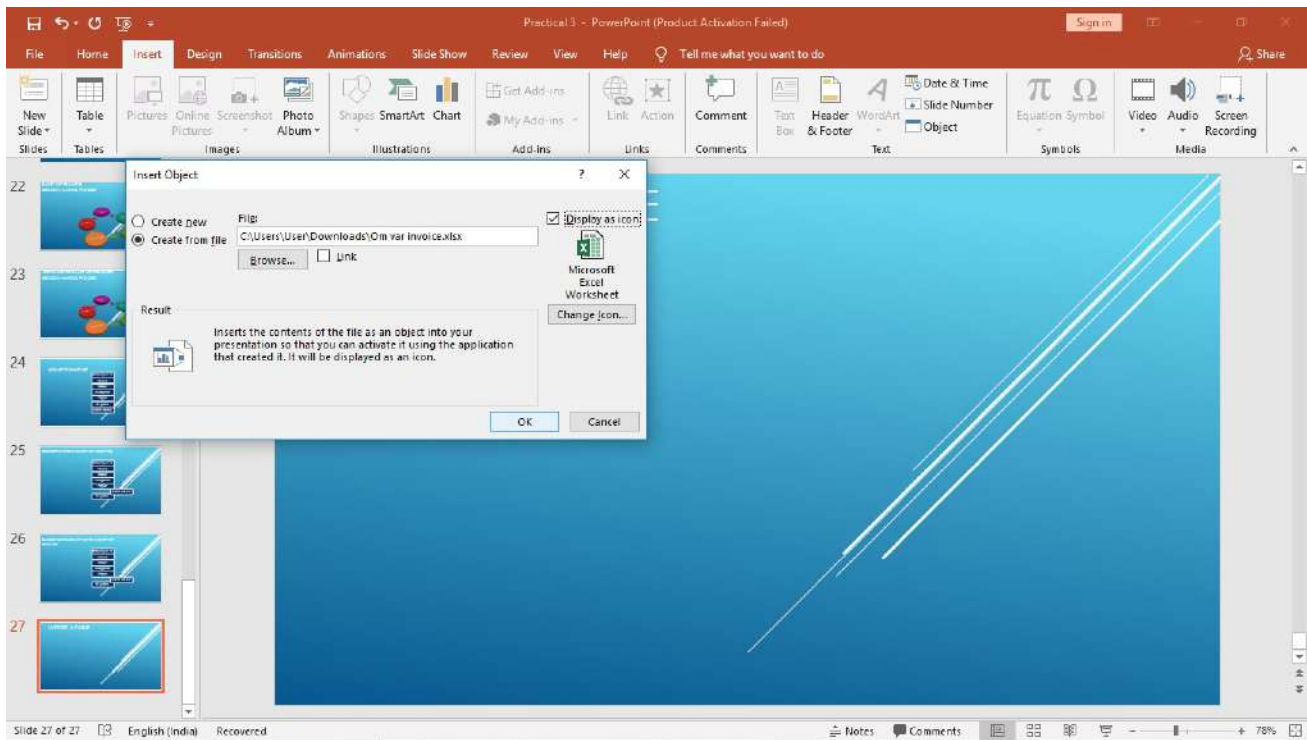 Practical 3 - PowerPoint (Product Activation Failed)
Sign in
File Home Insert Design Transitions Animations Slide Show Review View Help Tell me what you want to do Share
New Slide
Table
Pictures
Online Pictures
Screenshot
Photo Album
Shapes
SmartArt
Chart
Get Add-ins
My Add-ins
Link
Action
Comment
Text Box
Header & Footer
WordArt
Date & Time
Slide Number
Object
Equation
Symbol
Video
Audio
Screen Recording
Slides Tables Images Illustrations Add-ins Links Comments Text Symbols Media
Insert Object ? X
Create new
Create from file
File:
C:\Users\User\Downloads\Om var invoice.xlsx
Browse...
Link
Display as icon
Microsoft
Excel
Worksheet
Change Icon...
Result
Inserts the contents of the file as an object into your
presentation so that you can activate it using the application
that created it. It will be displayed as an icon.
OK Cancel
22
23
24
25
26
27
Slide 27 of 27 English (India) Recovered Notes Comments 78%